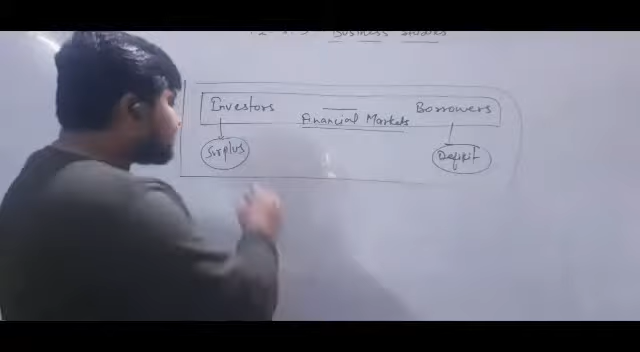 Business Studies
Investors Borrowers
Financial Markets
Surplus Deficit